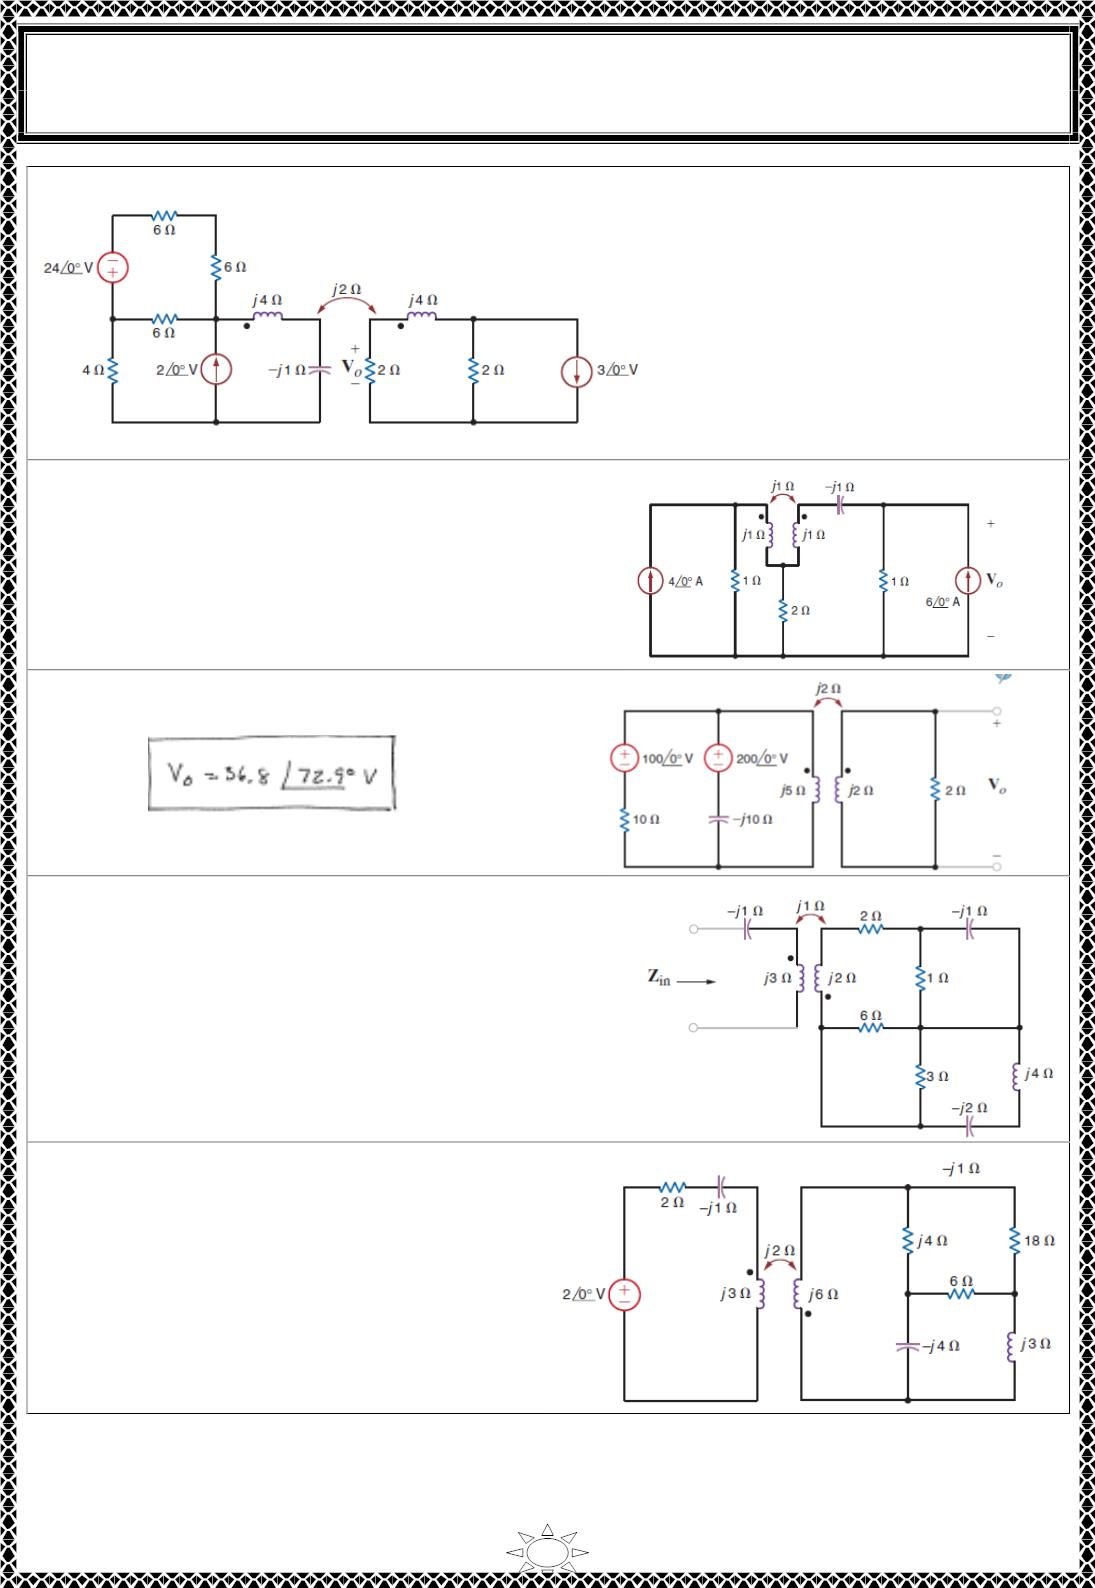 6 Ω
24/0° V
6 Ω
6 Ω
j4 Ω
j2 Ω
j4 Ω
4 Ω
2/0° V
−j1 Ω
+
Vo
−
2 Ω
2 Ω
3/0° V
j1 Ω
−j1 Ω
j1 Ω
j1 Ω
4/0° A
1 Ω
2 Ω
1 Ω
6/0° A
+
Vo
−
Vo = 36.8 /72.9° V
j2 Ω
100/0° V
200/0° V
j5 Ω
j2 Ω
10 Ω
−j10 Ω
2 Ω
+
Vo
−
−j1 Ω
j1 Ω
2 Ω
−j1 Ω
Zin
j3 Ω
j2 Ω
1 Ω
6 Ω
3 Ω
j4 Ω
−j2 Ω
−j1 Ω
2 Ω
−j1 Ω
j2 Ω
2/0° V
j3 Ω
j6 Ω
j4 Ω
18 Ω
6 Ω
−j4 Ω
j3 Ω